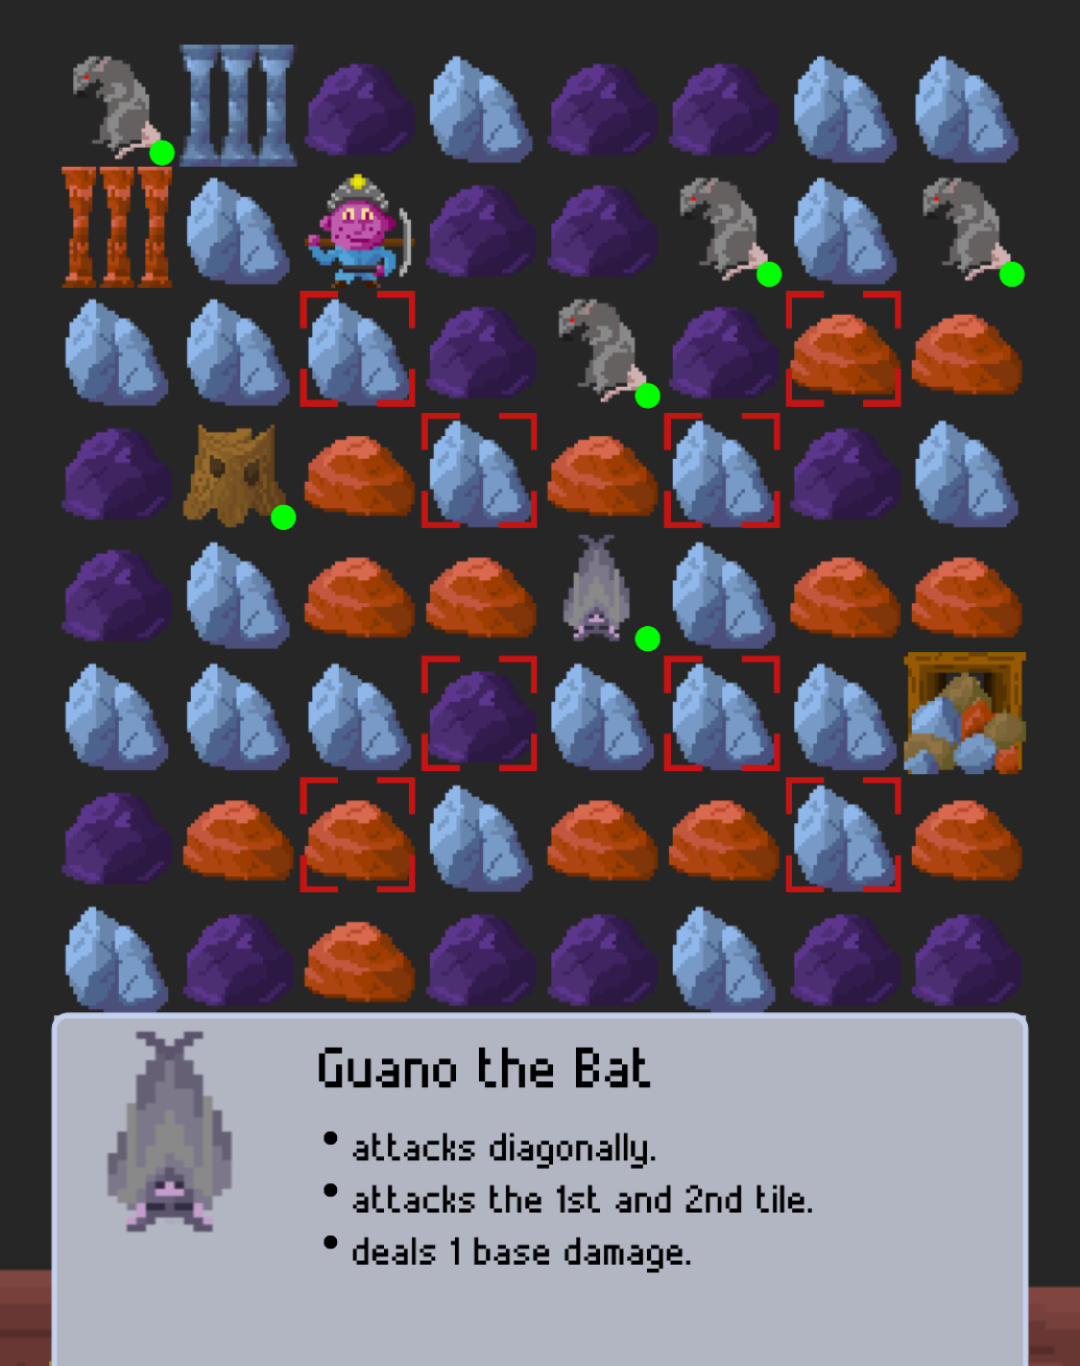 Guano the Bat
• attacks diagonally.
• attacks the 1st and 2nd tile.
• deals 1 base damage.